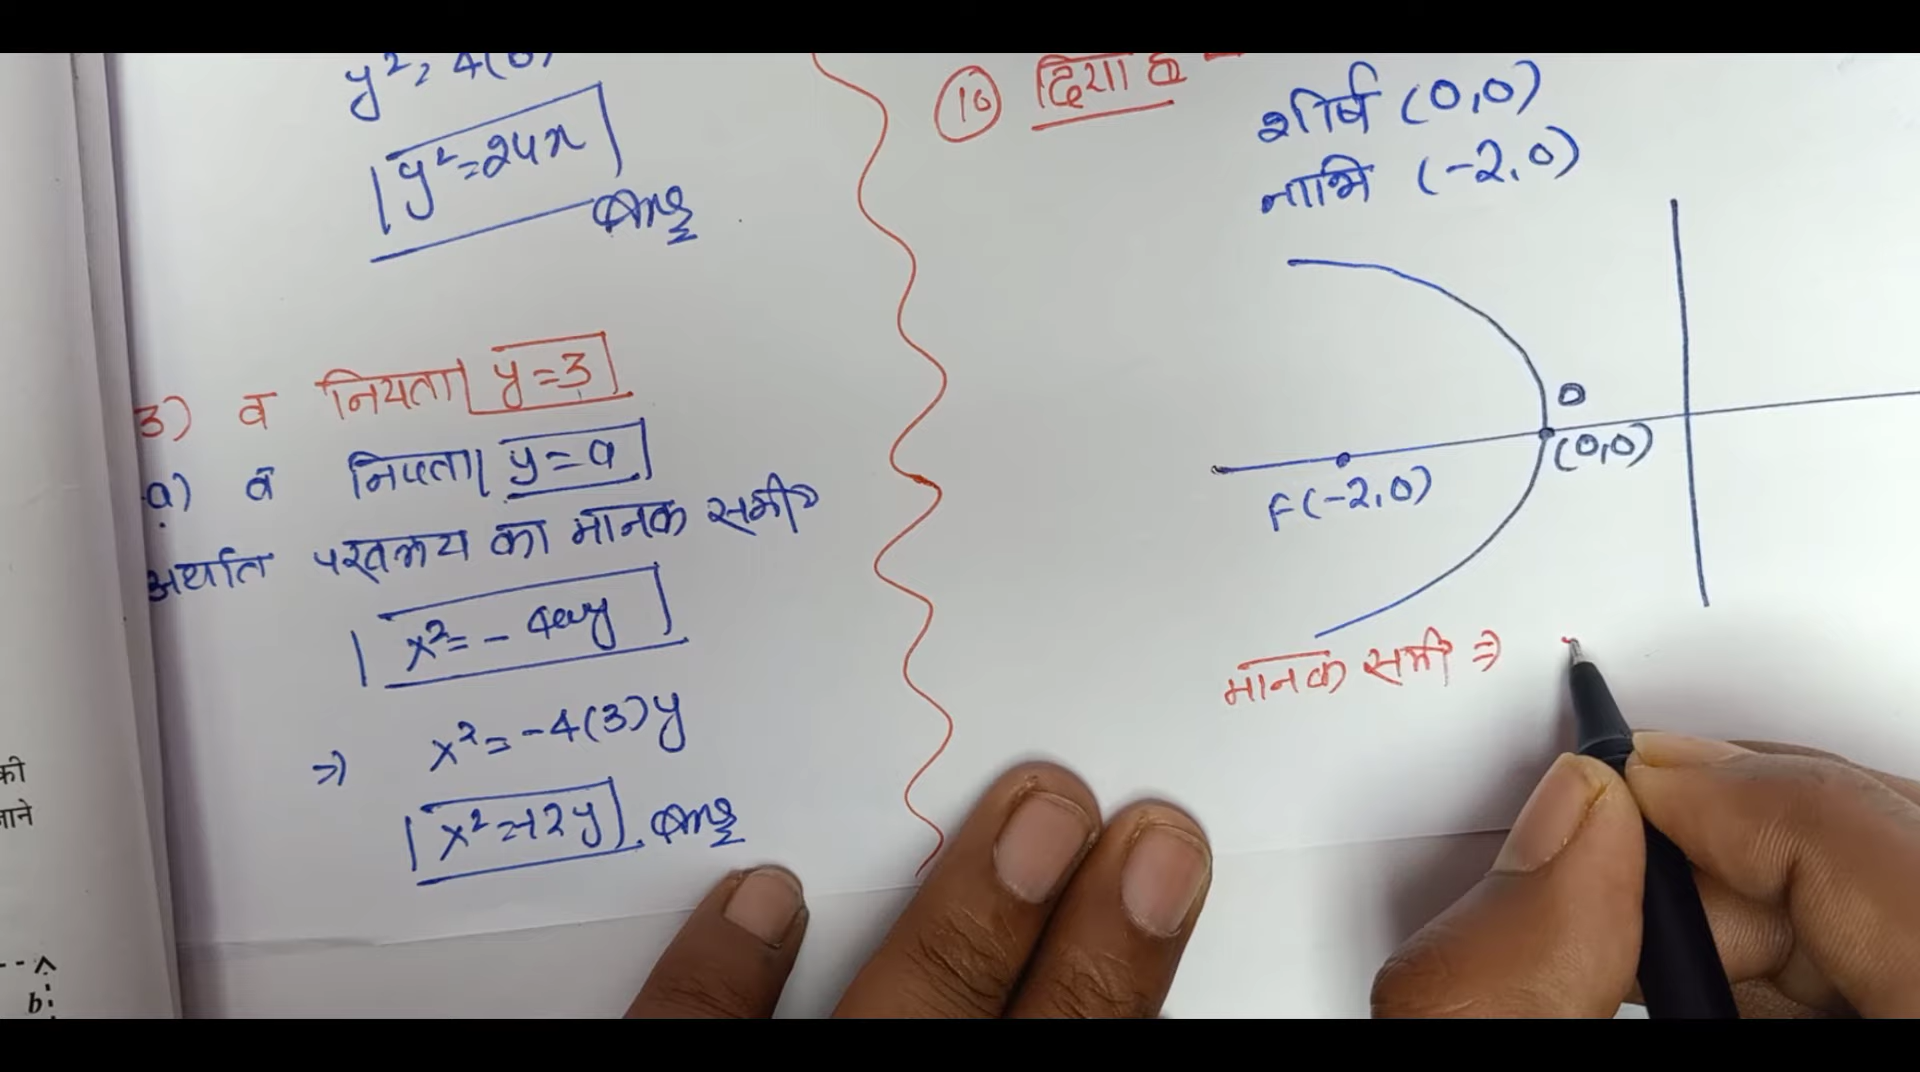 y²=4(6)
y²=24x
Ans
3) व नियता y=3
a) व नियता y=a
अर्थात परवलय का मानक समी०
x²=-4ay
⇒ x²=-4(3)y
x²=-12y. Ans
की
जाने
b
10 दिया है
शीर्ष (0,0)
नाभि (-2,0)
O
(0,0)
F(-2,0)
मानक समी ⇒